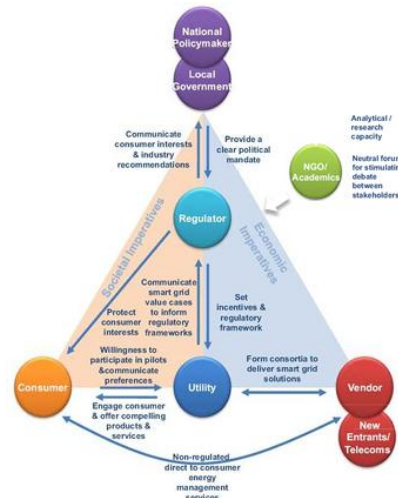 National
Policymaker
Local
Government
Communicate
consumer interests
& industry
recommendations
Provide a
clear political
mandate
Analytical /
research
capacity
NGO/
Academics
Neutral forum
for stimulating
debate
between
stakeholders
Regulator
Societal Imperatives
Economic
Imperatives
Protect
consumer
interests
Communicate
smart grid
value cases
to inform
regulatory
frameworks
Set
incentives &
regulatory
framework
Willingness to
participate in pilots
&communicate
preferences
Form consortia to
deliver smart grid
solutions
Consumer
Utility
Vendor
Engage consumer
& offer compelling
products &
services
New
Entrants/
Telecoms
Non-regulated
direct to consumer
energy
management
services